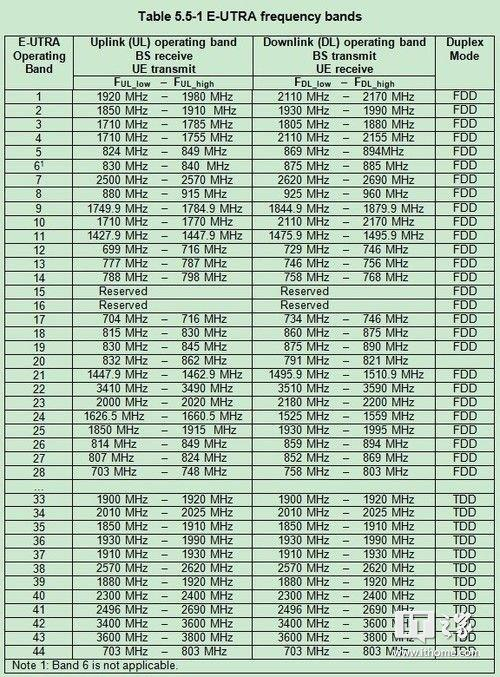 Table 5.5-1 E-UTRA frequency bands
E-UTRA Operating Band Uplink (UL) operating band BS receive UE transmit Downlink (DL) operating band BS transmit UE receive Duplex Mode
FUL_low – FUL_high FDL_low – FDL_high
1 1920 MHz – 1980 MHz 2110 MHz – 2170 MHz FDD
2 1850 MHz – 1910 MHz 1930 MHz – 1990 MHz FDD
3 1710 MHz – 1785 MHz 1805 MHz – 1880 MHz FDD
4 1710 MHz – 1755 MHz 2110 MHz – 2155 MHz FDD
5 824 MHz – 849 MHz 869 MHz – 894MHz FDD
6¹ 830 MHz – 840 MHz 875 MHz – 885 MHz FDD
7 2500 MHz – 2570 MHz 2620 MHz – 2690 MHz FDD
8 880 MHz – 915 MHz 925 MHz – 960 MHz FDD
9 1749.9 MHz – 1784.9 MHz 1844.9 MHz – 1879.9 MHz FDD
10 1710 MHz – 1770 MHz 2110 MHz – 2170 MHz FDD
11 1427.9 MHz – 1447.9 MHz 1475.9 MHz – 1495.9 MHz FDD
12 699 MHz – 716 MHz 729 MHz – 746 MHz FDD
13 777 MHz – 787 MHz 746 MHz – 756 MHz FDD
14 788 MHz – 798 MHz 758 MHz – 768 MHz FDD
15 Reserved Reserved FDD
16 Reserved Reserved FDD
17 704 MHz – 716 MHz 734 MHz – 746 MHz FDD
18 815 MHz – 830 MHz 860 MHz – 875 MHz FDD
19 830 MHz – 845 MHz 875 MHz – 890 MHz FDD
20 832 MHz – 862 MHz 791 MHz – 821 MHz
21 1447.9 MHz – 1462.9 MHz 1495.9 MHz – 1510.9 MHz FDD
22 3410 MHz – 3490 MHz 3510 MHz – 3590 MHz FDD
23 2000 MHz – 2020 MHz 2180 MHz – 2200 MHz FDD
24 1626.5 MHz – 1660.5 MHz 1525 MHz – 1559 MHz FDD
25 1850 MHz – 1915 MHz 1930 MHz – 1995 MHz FDD
26 814 MHz – 849 MHz 859 MHz – 894 MHz FDD
27 807 MHz – 824 MHz 852 MHz – 869 MHz FDD
28 703 MHz – 748 MHz 758 MHz – 803 MHz FDD
...
33 1900 MHz – 1920 MHz 1900 MHz – 1920 MHz TDD
34 2010 MHz – 2025 MHz 2010 MHz – 2025 MHz TDD
35 1850 MHz – 1910 MHz 1850 MHz – 1910 MHz TDD
36 1930 MHz – 1990 MHz 1930 MHz – 1990 MHz TDD
37 1910 MHz – 1930 MHz 1910 MHz – 1930 MHz TDD
38 2570 MHz – 2620 MHz 2570 MHz – 2620 MHz TDD
39 1880 MHz – 1920 MHz 1880 MHz – 1920 MHz TDD
40 2300 MHz – 2400 MHz 2300 MHz – 2400 MHz TDD
41 2496 MHz – 2690 MHz 2496 MHz – 2690 MHz TDD
42 3400 MHz – 3600 MHz 3400 MHz – 3600 MHz TDD
43 3600 MHz – 3800 MHz 3600 MHz – 3800 MHz TDD
44 703 MHz – 803 MHz 703 MHz – 803 MHz TDD
Note 1: Band 6 is not applicable.
IT之家
www.ithome.com